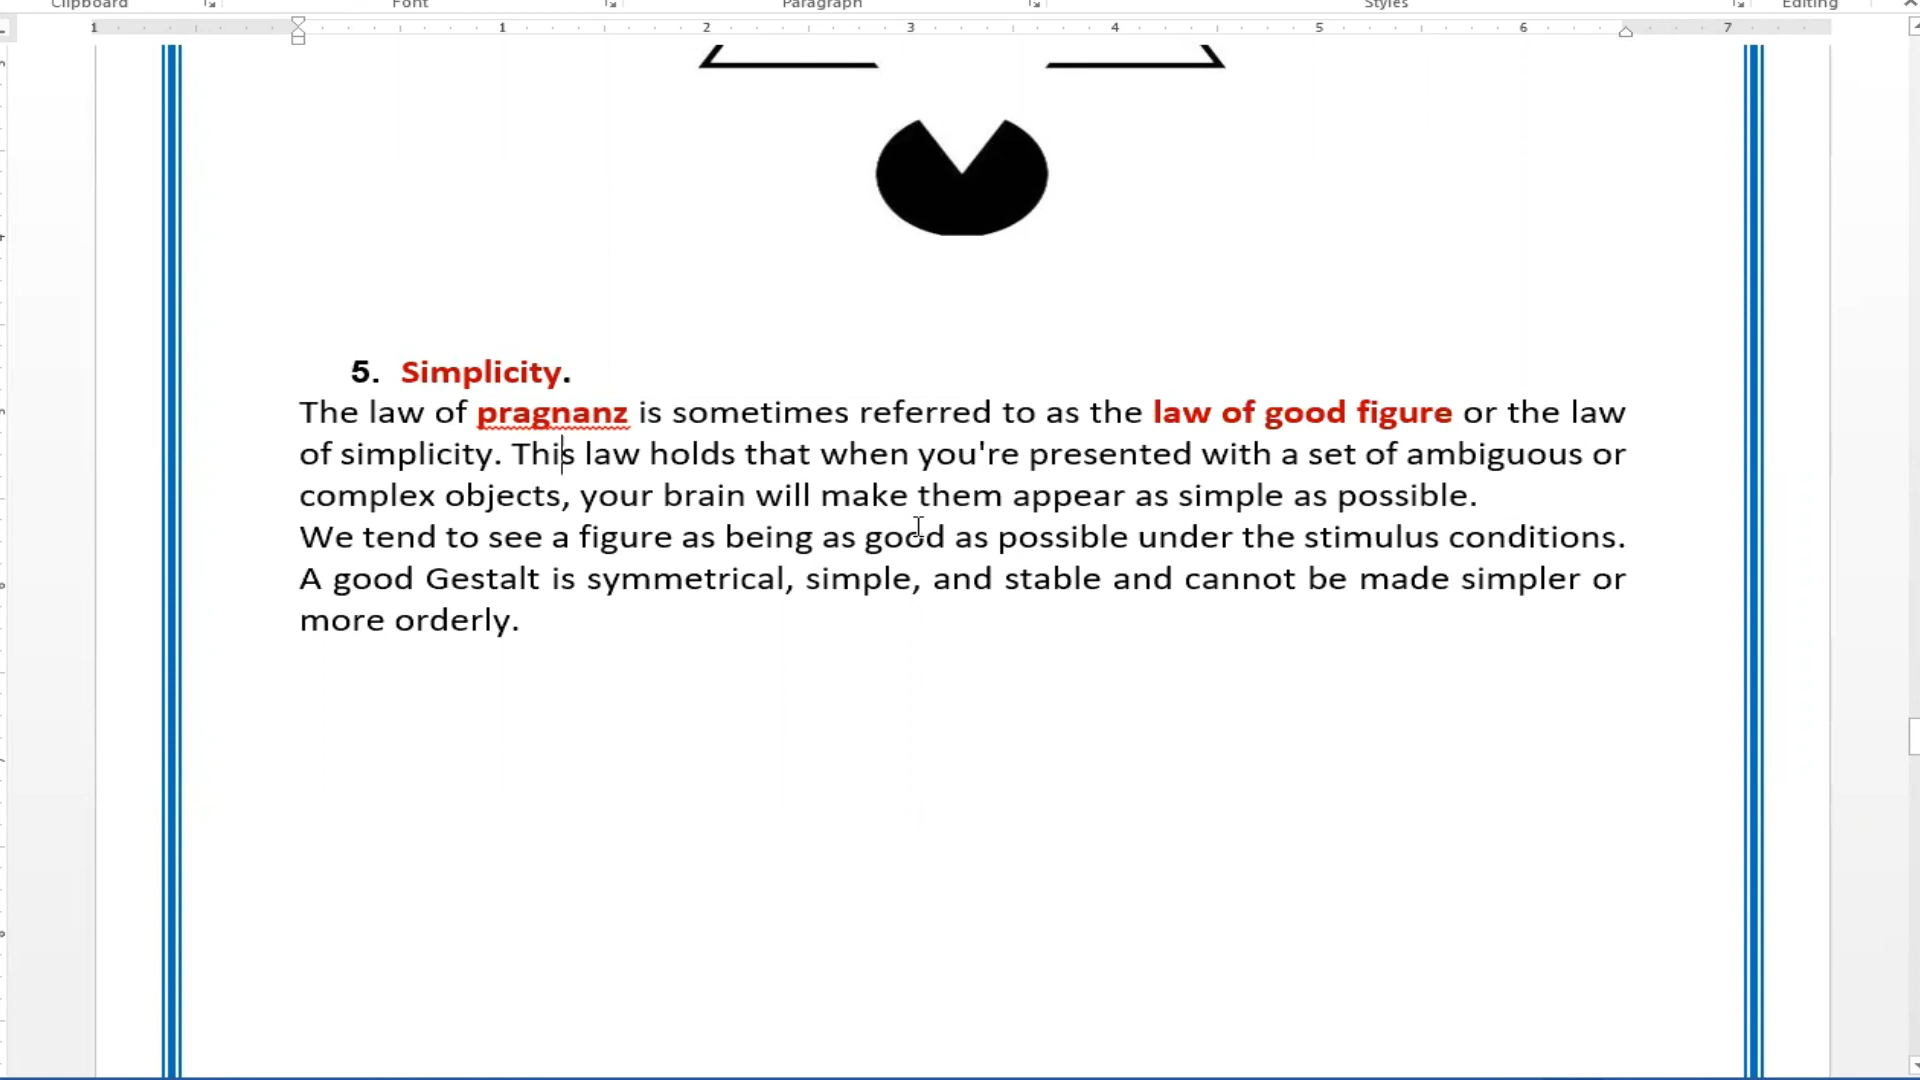 Clipboard Font Paragraph Styles Editing
1 1 2 3 4 5 6 7
5. Simplicity.
The law of pragnanz is sometimes referred to as the law of good figure or the law
of simplicity. This law holds that when you're presented with a set of ambiguous or
complex objects, your brain will make them appear as simple as possible.
We tend to see a figure as being as good as possible under the stimulus conditions.
A good Gestalt is symmetrical, simple, and stable and cannot be made simpler or
more orderly.